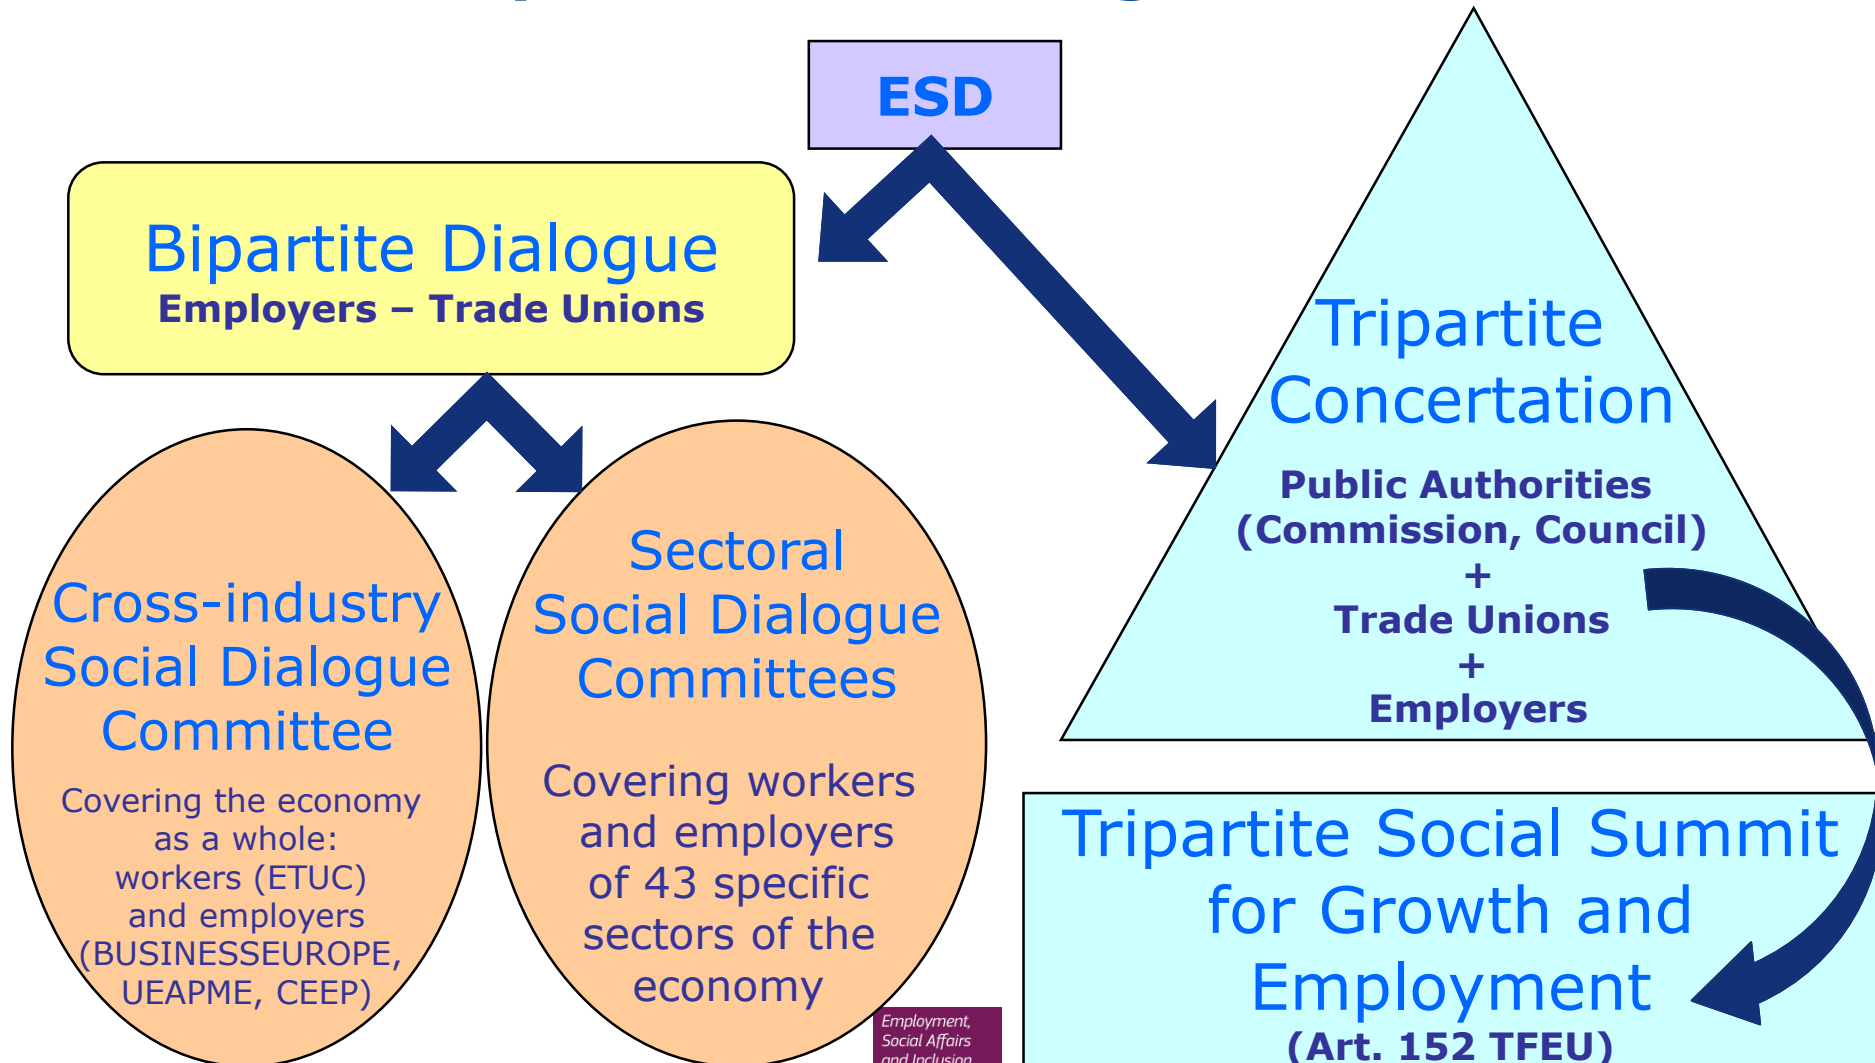 ESD
Bipartite Dialogue
Employers – Trade Unions
Tripartite
Concertation
Public Authorities
(Commission, Council)
+
Trade Unions
+
Employers
Cross-industry
Social Dialogue
Committee
Covering the economy
as a whole:
workers (ETUC)
and employers
(BUSINESSEUROPE,
UEAPME, CEEP)
Sectoral
Social Dialogue
Committees
Covering workers
and employers
of 43 specific
sectors of the
economy
Tripartite Social Summit
for Growth and
Employment
(Art. 152 TFEU)
Employment,
Social Affairs
and Inclusion